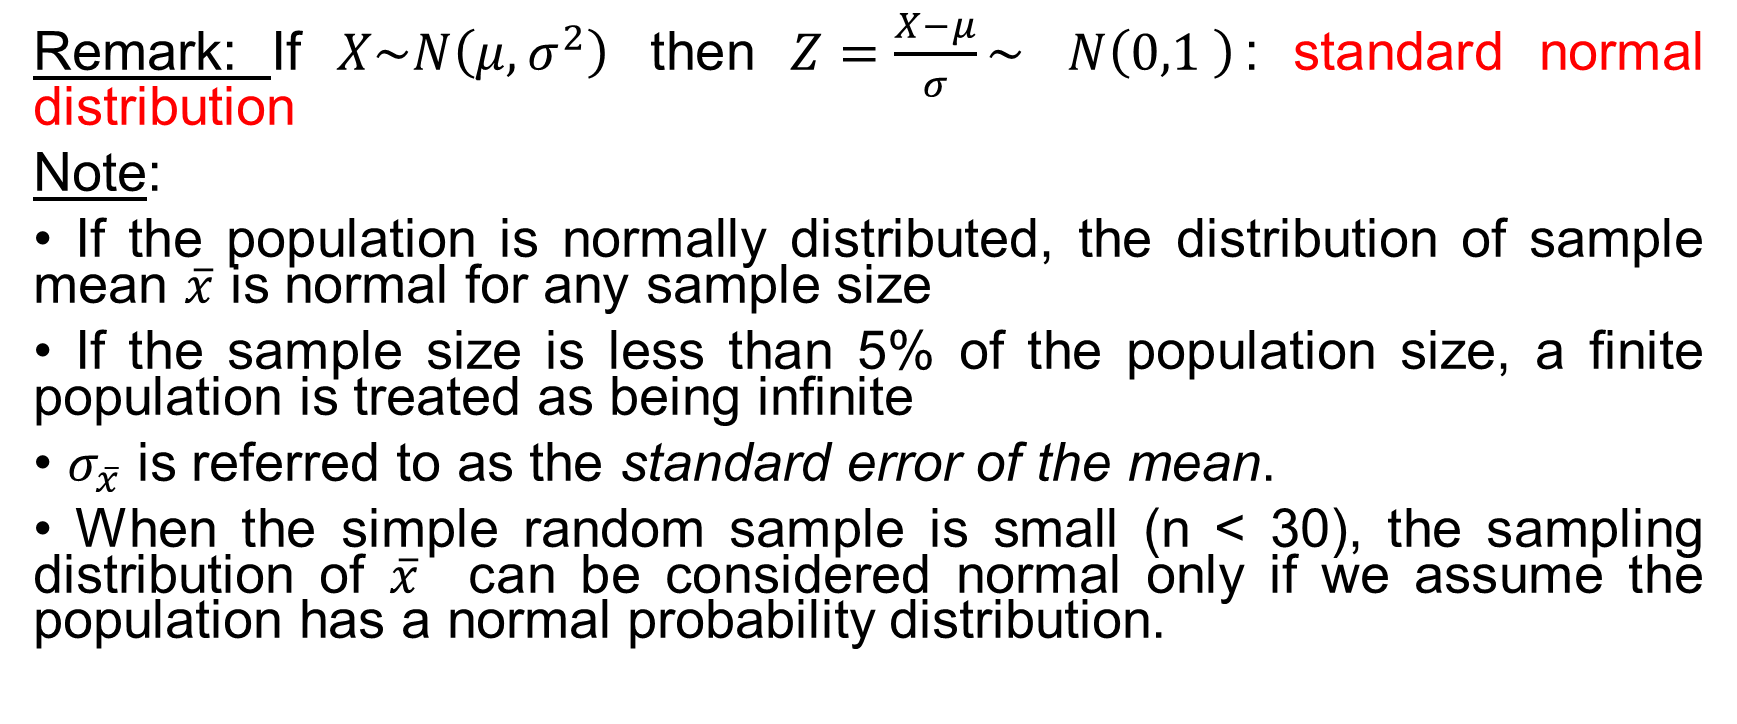 Remark: If X~N(μ, σ²) then Z = (X−μ)/σ ~ N(0,1 ): standard normal
distribution
Note:
• If the population is normally distributed, the distribution of sample
mean x̄ is normal for any sample size
• If the sample size is less than 5% of the population size, a finite
population is treated as being infinite
• σ_x̄ is referred to as the standard error of the mean.
• When the simple random sample is small (n < 30), the sampling
distribution of x̄ can be considered normal only if we assume the
population has a normal probability distribution.